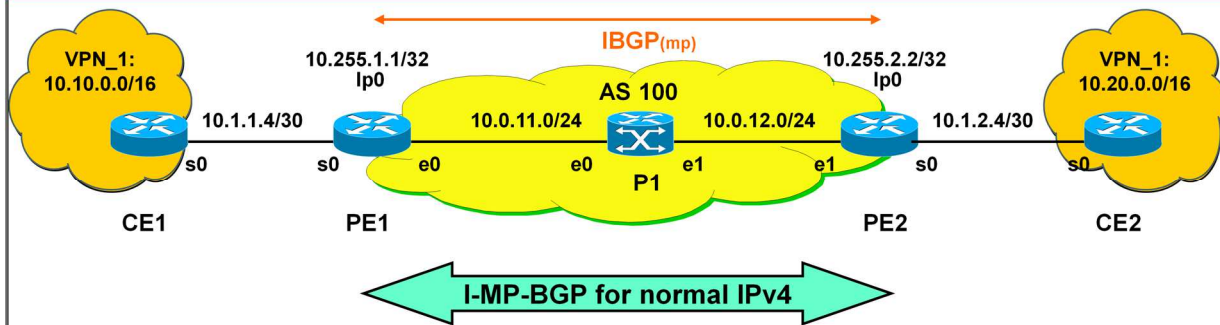 IBGP(mp)
VPN_1:
10.10.0.0/16
10.255.1.1/32
lp0
10.255.2.2/32
lp0
VPN_1:
10.20.0.0/16
AS 100
10.1.1.4/30
10.0.11.0/24
10.0.12.0/24
10.1.2.4/30
s0
s0
e0
e0
e1
e1
s0
s0
P1
CE1
PE1
PE2
CE2
I-MP-BGP for normal IPv4